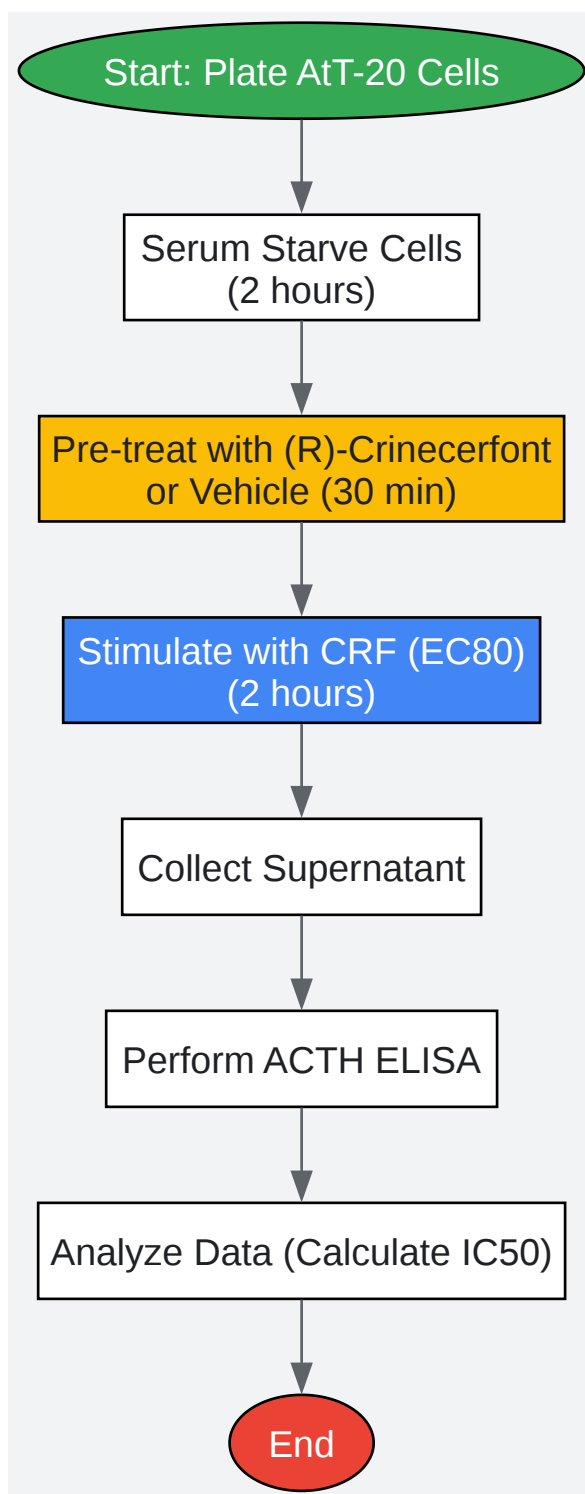 Start: Plate AtT-20 Cells
Serum Starve Cells
(2 hours)
Pre-treat with (R)-Crinecerfont
or Vehicle (30 min)
Stimulate with CRF (EC80)
(2 hours)
Collect Supernatant
Perform ACTH ELISA
Analyze Data (Calculate IC50)
End